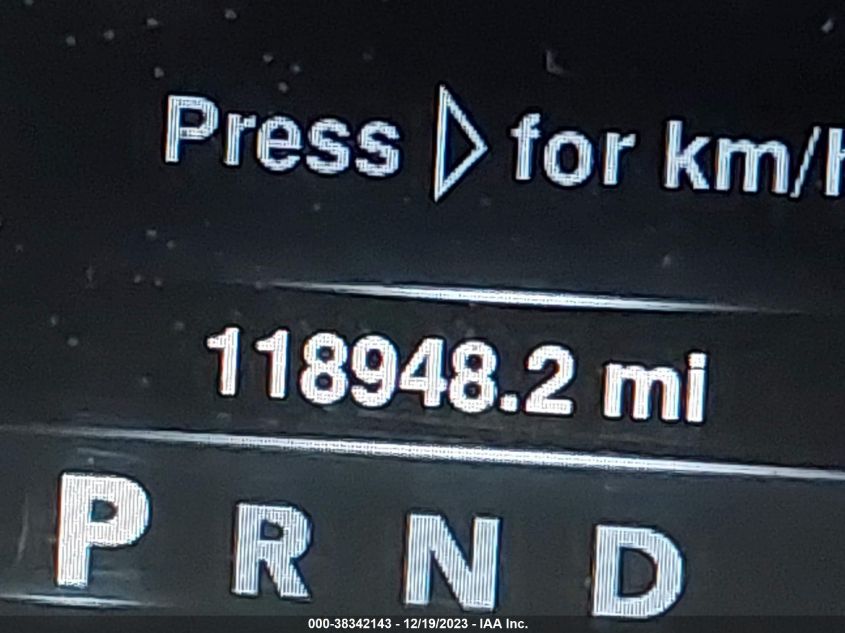 Press ▷ for km/h
118948.2 mi
P R N D
000-38342143 - 12/19/2023 - IAA Inc.